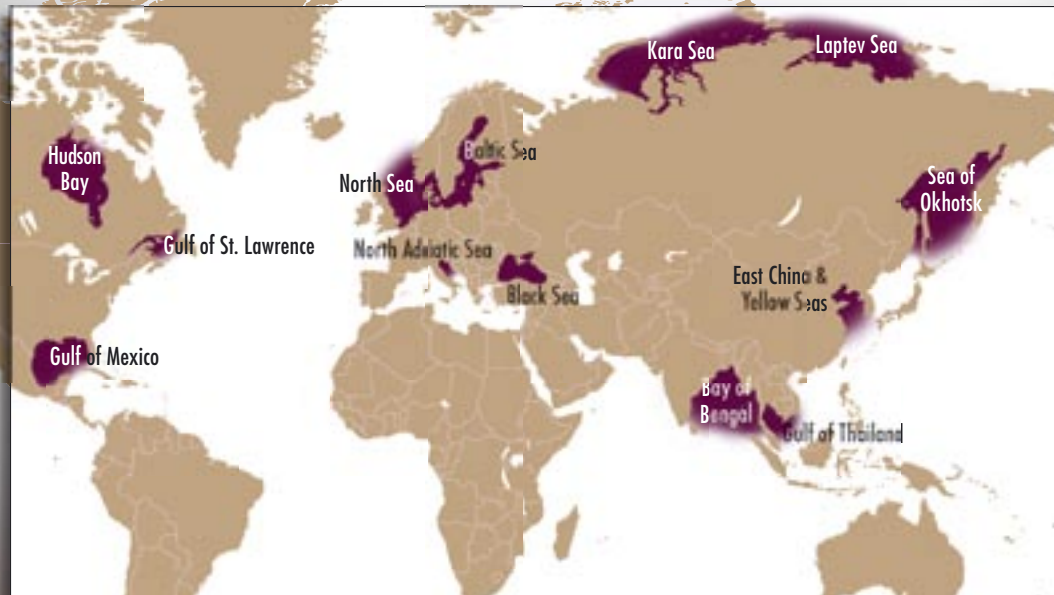 Kara Sea
Laptev Sea
Hudson
Bay
Baltic Sea
North Sea
Sea of
Okhotsk
Gulf of St. Lawrence
North Adriatic Sea
East China &
Yellow Seas
Black Sea
Gulf of Mexico
Bay of
Bengal
Gulf of Thailand